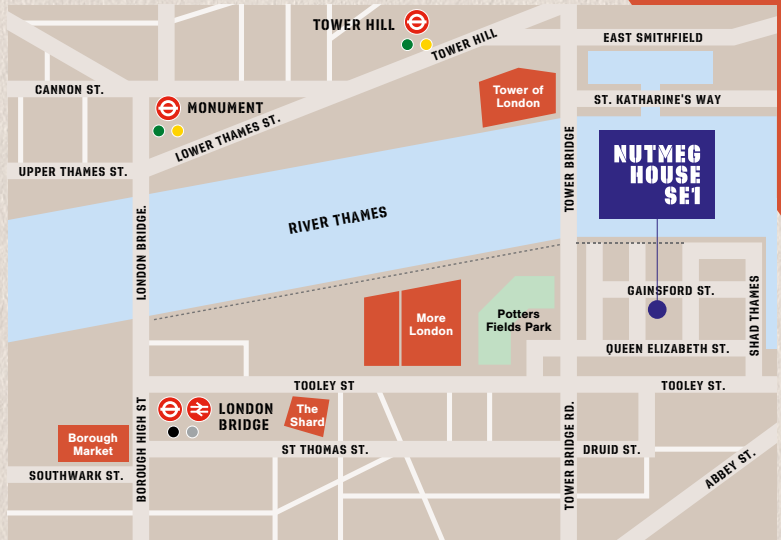 TOWER HILL
TOWER HILL
EAST SMITHFIELD
CANNON ST.
Tower of
London
ST. KATHARINE'S WAY
MONUMENT
LOWER THAMES ST.
UPPER THAMES ST.
TOWER BRIDGE
NUTMEG
HOUSE
SE1
RIVER THAMES
LONDON BRIDGE.
GAINSFORD ST.
SHAD THAMES
More
London
Potters
Fields Park
QUEEN ELIZABETH ST.
TOOLEY ST
TOOLEY ST.
LONDON
BRIDGE
The
Shard
BOROUGH HIGH ST
Borough
Market
ST THOMAS ST.
TOWER BRIDGE RD.
DRUID ST.
SOUTHWARK ST.
ABBEY ST.